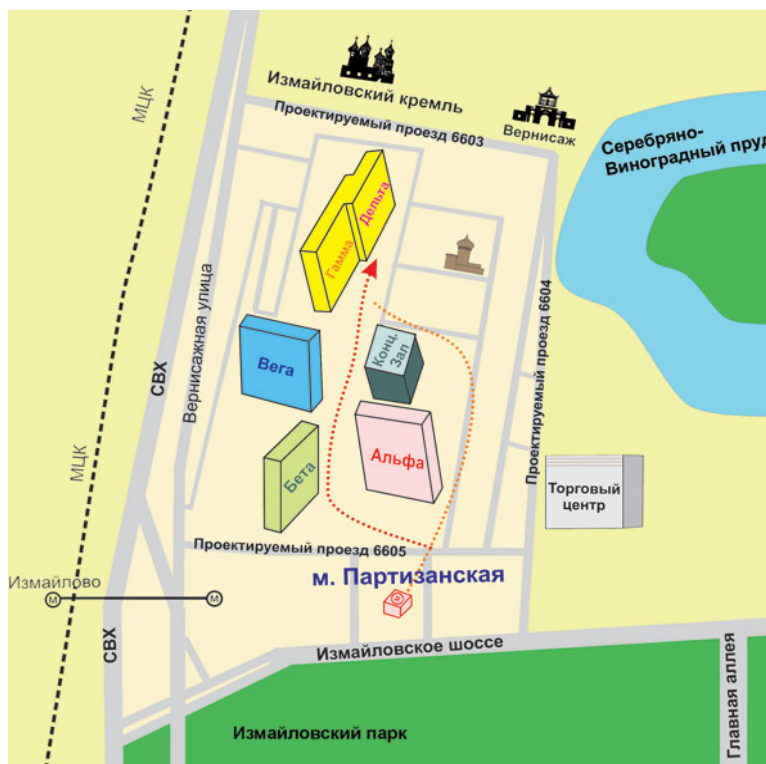 Измайловский кремль
Вернисаж
Проектируемый проезд 6603
Серебряно-
Виноградный пруд
МЦК
Дельта
Гамма
Проектируемый проезд 6604
Вернисажная улица
Конц.
Зал
Вега
СВХ
МЦК
Альфа
Бета
Торговый
центр
Проектируемый проезд 6605
м. Партизанская
Измайлово
М
М
М
СВХ
Измайловское шоссе
Главная аллея
Измайловский парк